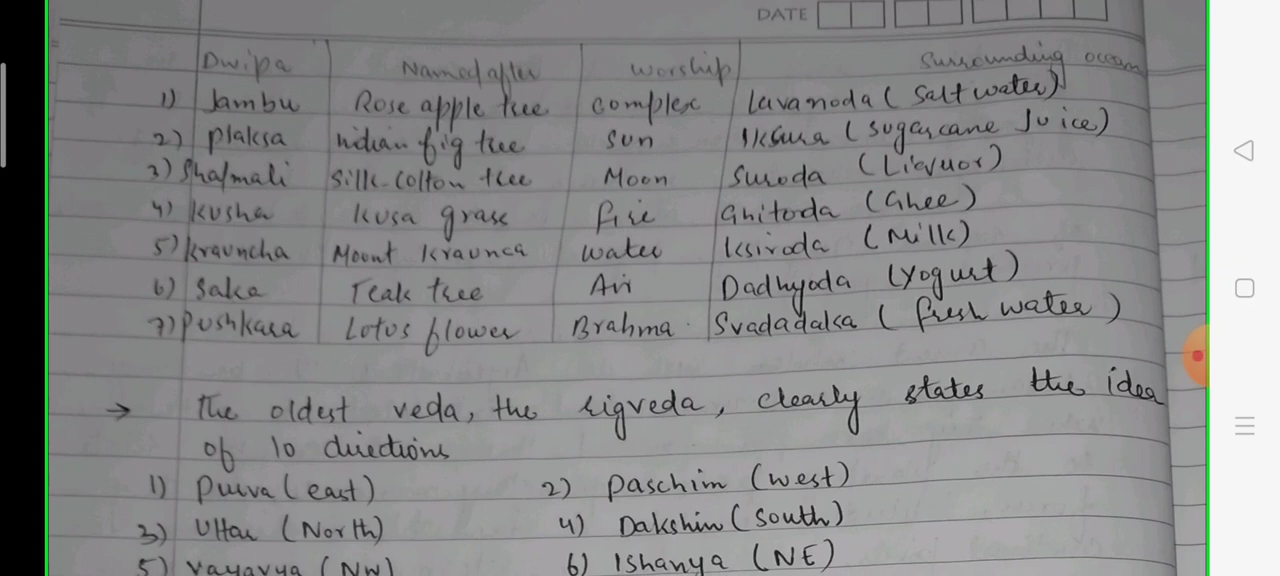 DATE
Dwipa Named after worship Surrounding ocean
1) Jambu Rose apple tree complex Lavanoda (Salt water)
2) Plaksa indian fig tree Sun Iksura (sugarcane Juice)
3) Shalmali Silk-Cotton tree Moon Suroda (Liqvuor)
4) Kusha Kusa grass fire Ghitoda (Ghee)
5) Krauncha Mount Kraunca water Ksiroda (Milk)
6) Saka Teak tree Air Dadhyoda (Yogurt)
7) Pushkara Lotus flower Brahma Svadadaka (fresh water)
→ The oldest veda, the rigveda, clearly states the idea
of 10 directions
1) Purva (east) 2) Paschim (west)
3) Uttar (North) 4) Dakshin (South)
5) Vayavya (NW) 6) Ishanya (NE)